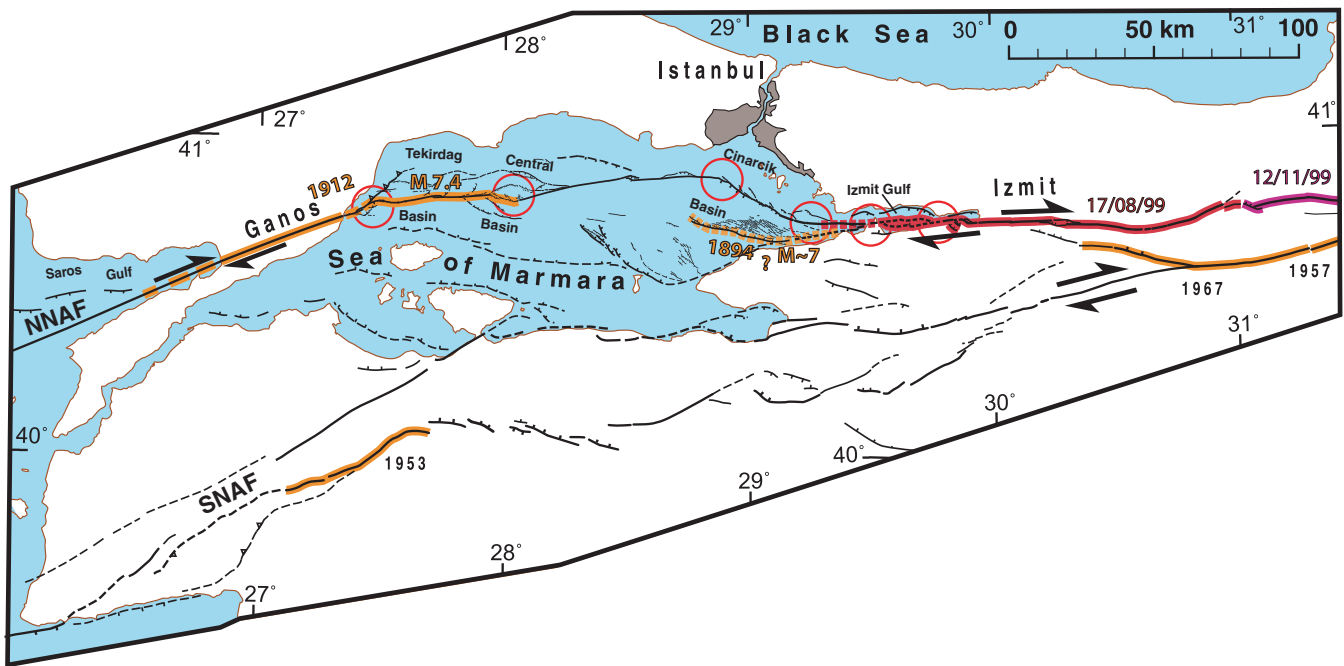 29°
Black Sea
30°
31°
0 50 km 100
28°
Istanbul
27°
41°
41°
Tekirdag
Central
Cinarcik
Izmit Gulf
1912
M 7.4
Izmit
12/11/99
17/08/99
Ganos
Basin
Basin
Basin
1894
? M~7
Saros Gulf
Sea of Marmara
NNAF
1967
1957
31°
30°
40°
40°
1953
SNAF
29°
28°
27°